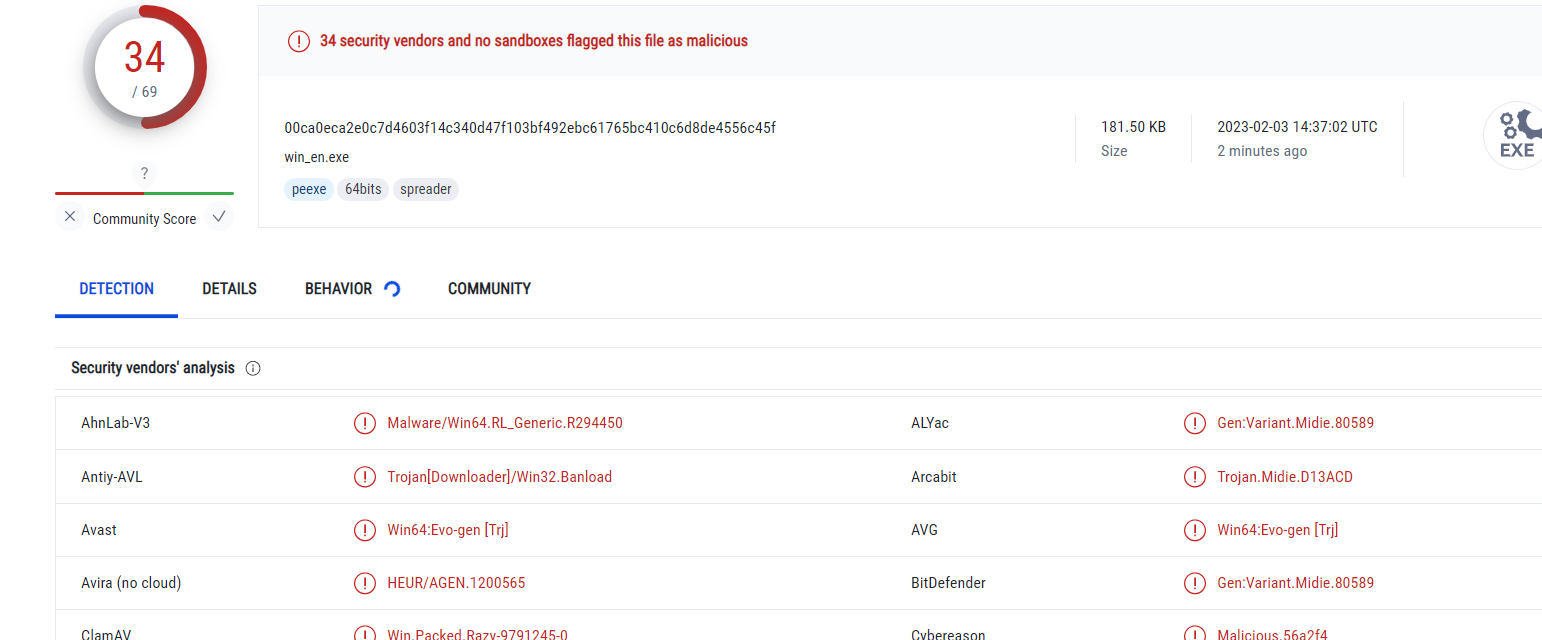 34
/ 69
?
Community Score
34 security vendors and no sandboxes flagged this file as malicious
00ca0eca2e0c7d4603f14c340d47f103bf492ebc61765bc410c6d8de4556c45f
win_en.exe
peexe 64bits spreader
181.50 KB
Size
2023-02-03 14:37:02 UTC
2 minutes ago
EXE
DETECTION DETAILS BEHAVIOR COMMUNITY
Security vendors' analysis
AhnLab-V3 Malware/Win64.RL_Generic.R294450 ALYac Gen:Variant.Midie.80589
Antiy-AVL Trojan[Downloader]/Win32.Banload Arcabit Trojan.Midie.D13ACD
Avast Win64:Evo-gen [Trj] AVG Win64:Evo-gen [Trj]
Avira (no cloud) HEUR/AGEN.1200565 BitDefender Gen:Variant.Midie.80589
ClamAV Win.Packed.Razy-9791245-0 Cybereason Malicious.56a2f4